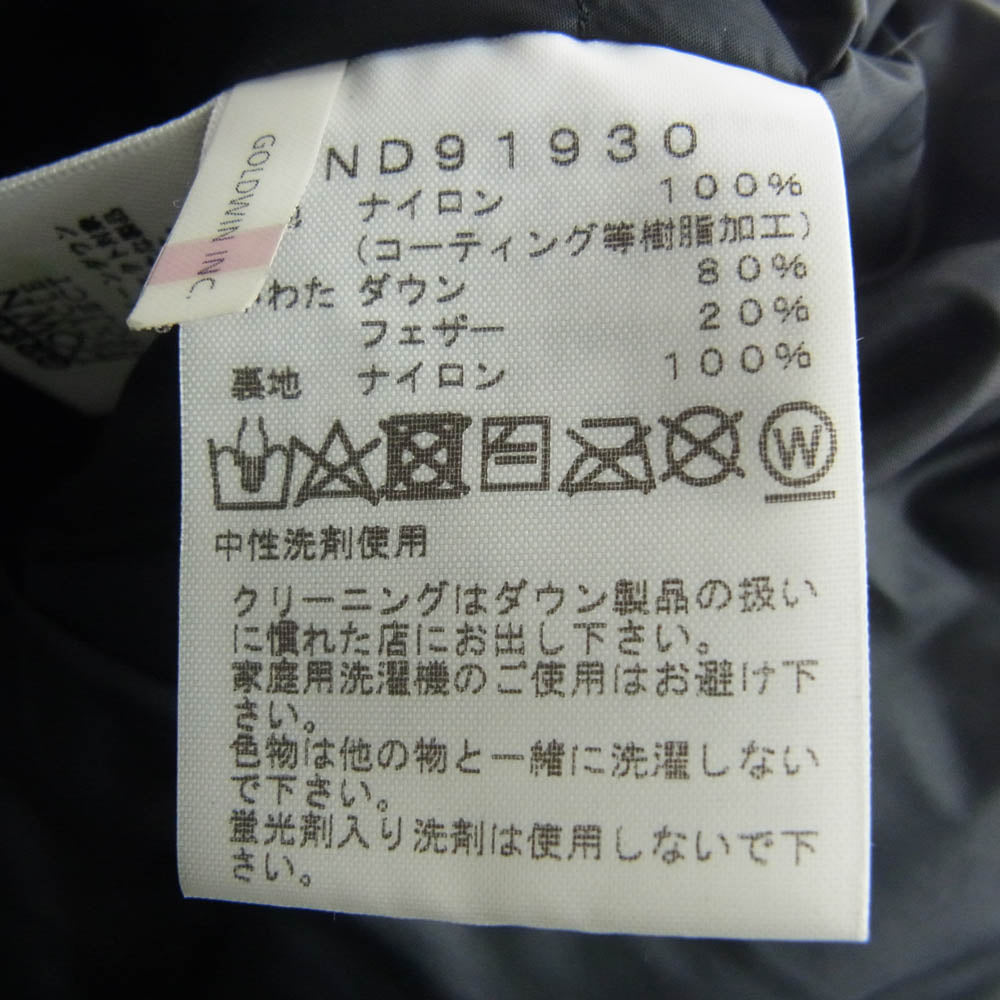 GOLDWIN INC.
ND91930
ナイロン 100%
(コーティング等樹脂加工)
わた ダウン 80%
フェザー 20%
裏地 ナイロン 100%
W
中性洗剤使用
クリーニングはダウン製品の扱い
に慣れた店にお出し下さい。
家庭用洗濯機のご使用はお避け下
さい。
色物は他の物と一緒に洗濯しない
で下さい。
蛍光剤入り洗剤は使用しないで下
さい。